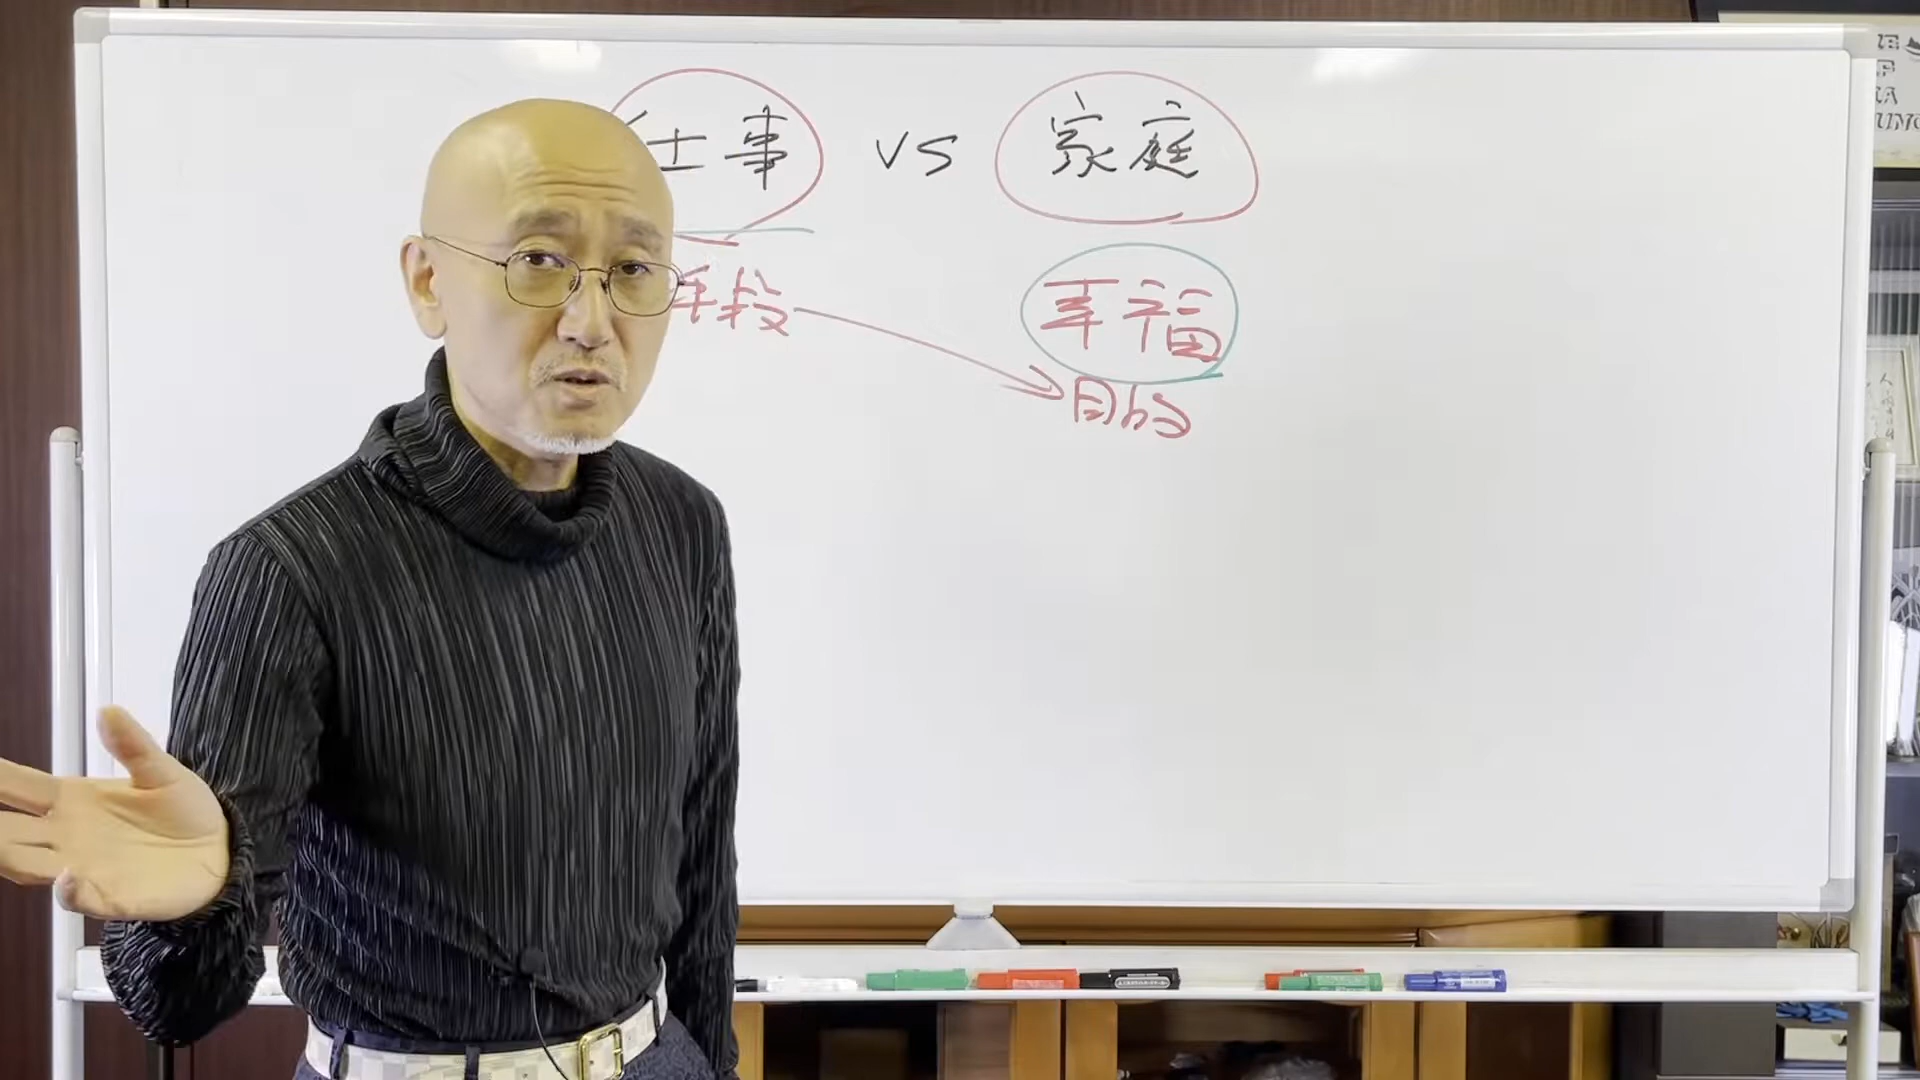 仕事 vs 家庭
手段 幸福
目的